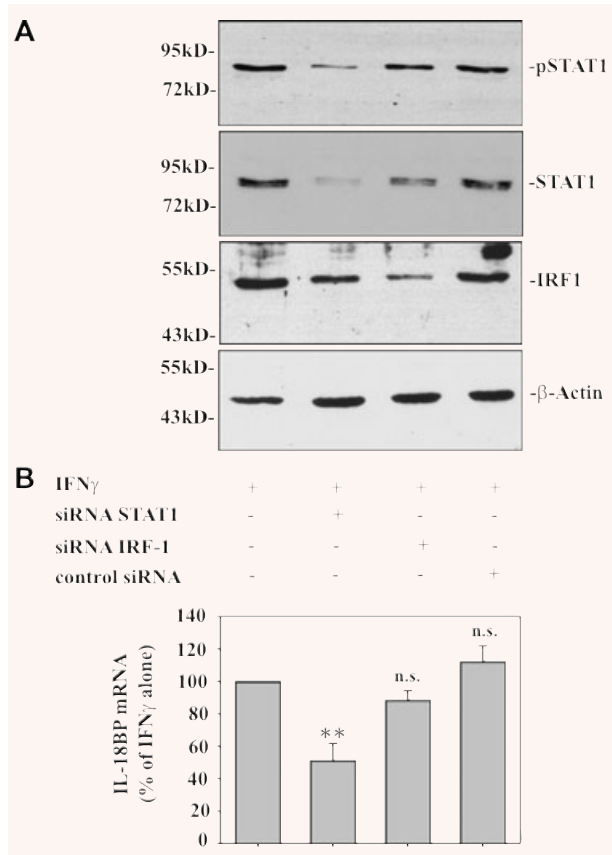 A
95kD-
72kD-
-pSTAT1
95kD-
72kD-
-STAT1
55kD-
43kD-
-IRF1
55kD-
43kD-
-β-Actin
B
IFNγ + + + +
siRNA STAT1 - + - -
siRNA IRF-1 - - + -
control siRNA - - - +
IL-18BP mRNA
(% of IFNγ alone)
140
120
100
80
60
40
20
0
**
n.s.
n.s.